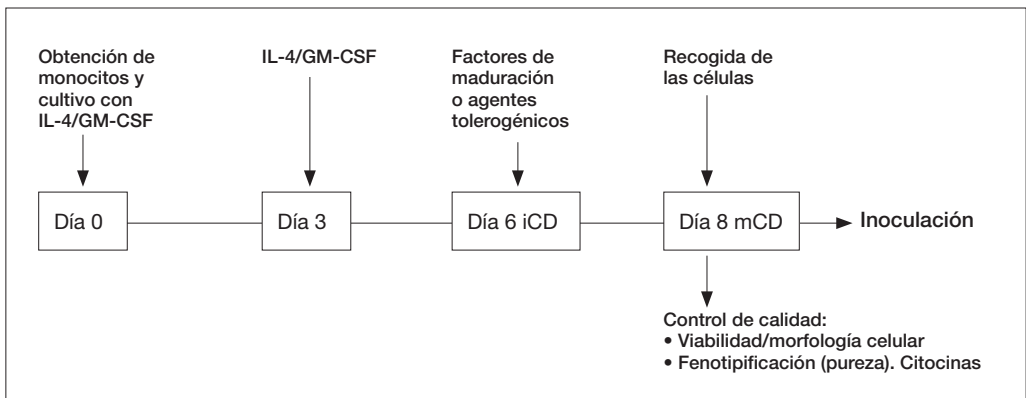 Obtención de
monocitos y
cultivo con
IL-4/GM-CSF
IL-4/GM-CSF
Factores de
maduración
o agentes
tolerogénicos
Recogida de
las células
Día 0
Día 3
Día 6 iCD
Día 8 mCD
Inoculación
Control de calidad:
• Viabilidad/morfología celular
• Fenotipificación (pureza). Citocinas